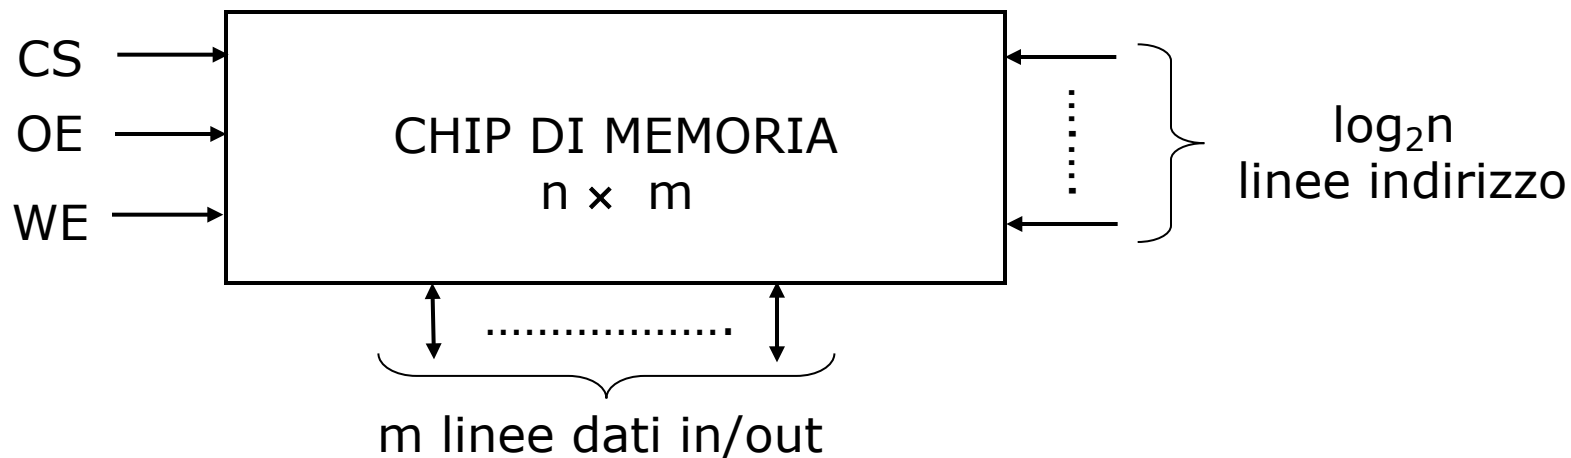 CS
OE
WE
CHIP DI MEMORIA
n × m
log₂n
linee indirizzo
m linee dati in/out